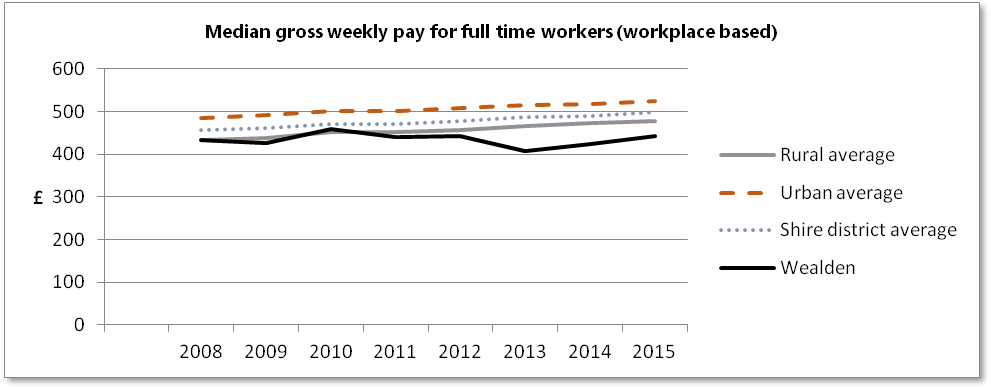 Median gross weekly pay for full time workers (workplace based)
600
500
400
£ 300
200
100
0
2008 2009 2010 2011 2012 2013 2014 2015
Rural average
Urban average
Shire district average
Wealden